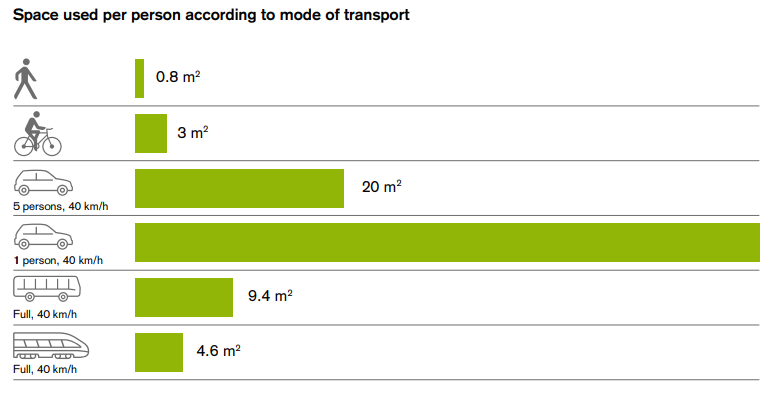 Space used per person according to mode of transport
0.8 m²
3 m²
20 m²
5 persons, 40 km/h
1 person, 40 km/h
9.4 m²
Full, 40 km/h
4.6 m²
Full, 40 km/h